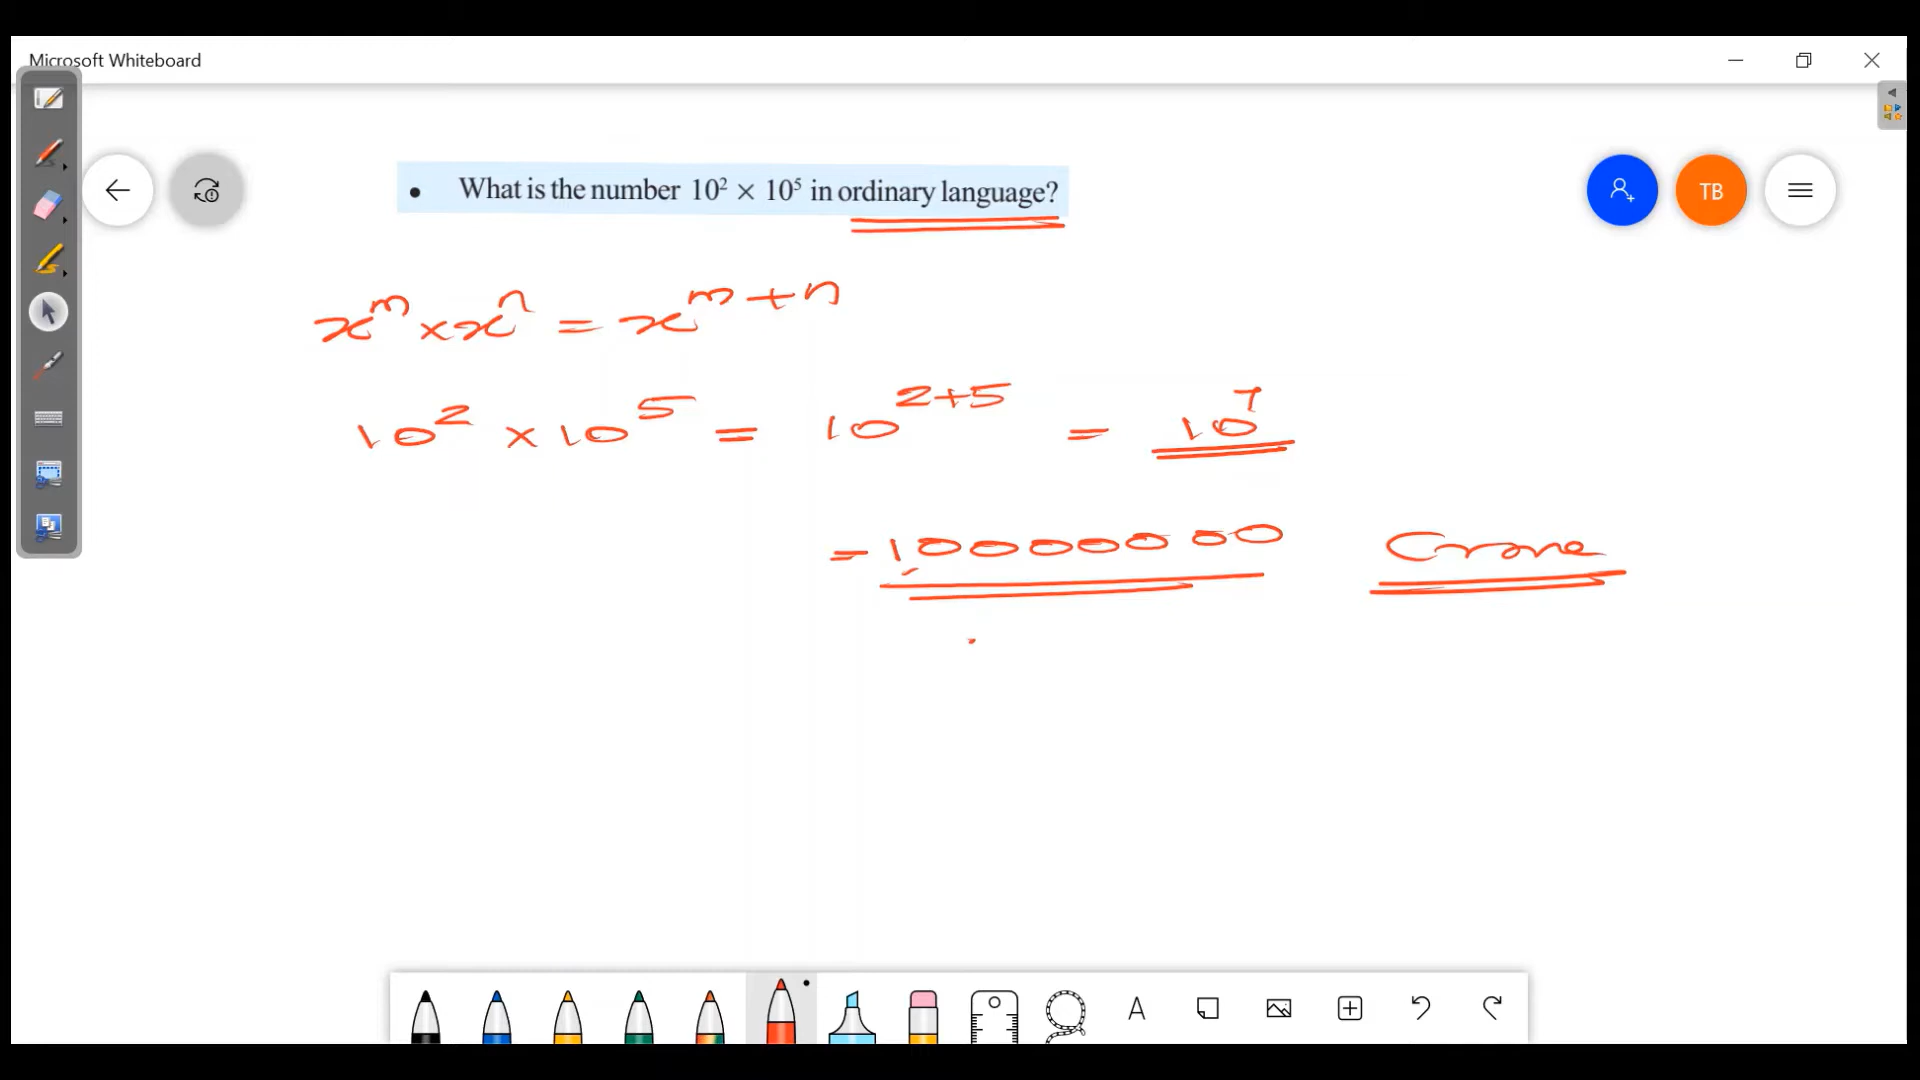 Microsoft Whiteboard
• What is the number 10² × 10⁵ in ordinary language?
TB
xᵐ × xⁿ = xᵐ⁺ⁿ
10² × 10⁵ = 10²⁺⁵ = 10⁷
= 100000 00 Crore
A